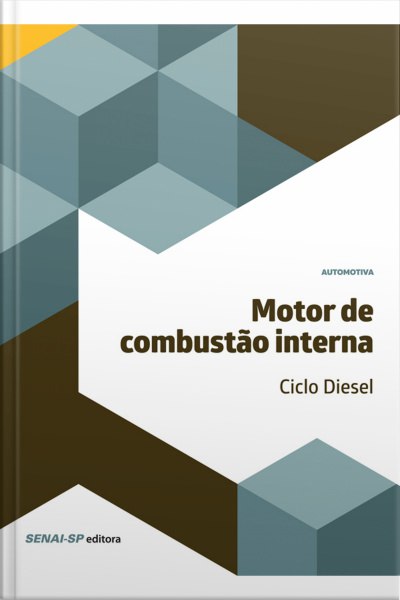 AUTOMOTIVA
Motor de
combustão interna
Ciclo Diesel
SENAI-SP editora